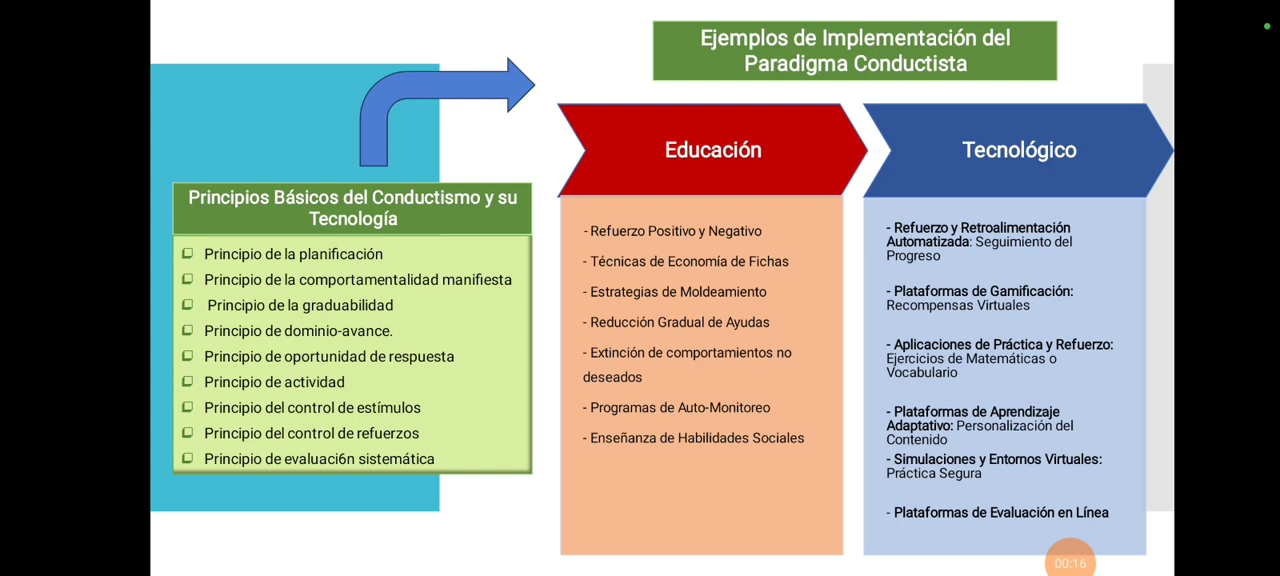 Ejemplos de Implementación del
Paradigma Conductista
Principios Básicos del Conductismo y su
Tecnología
Principio de la planificación
Principio de la comportamentalidad manifiesta
Principio de la graduabilidad
Principio de dominio-avance.
Principio de oportunidad de respuesta
Principio de actividad
Principio del control de estímulos
Principio del control de refuerzos
Principio de evaluaci6n sistemática
Educación
- Refuerzo Positivo y Negativo
- Técnicas de Economía de Fichas
- Estrategias de Moldeamiento
- Reducción Gradual de Ayudas
- Extinción de comportamientos no
deseados
- Programas de Auto-Monitoreo
- Enseñanza de Habilidades Sociales
Tecnológico
- Refuerzo y Retroalimentación
Automatizada: Seguimiento del
Progreso
- Plataformas de Gamificación:
Recompensas Virtuales
- Aplicaciones de Práctica y Refuerzo:
Ejercicios de Matemáticas o
Vocabulario
- Plataformas de Aprendizaje
Adaptativo: Personalización del
Contenido
- Simulaciones y Entornos Virtuales:
Práctica Segura
- Plataformas de Evaluación en Línea
00:16